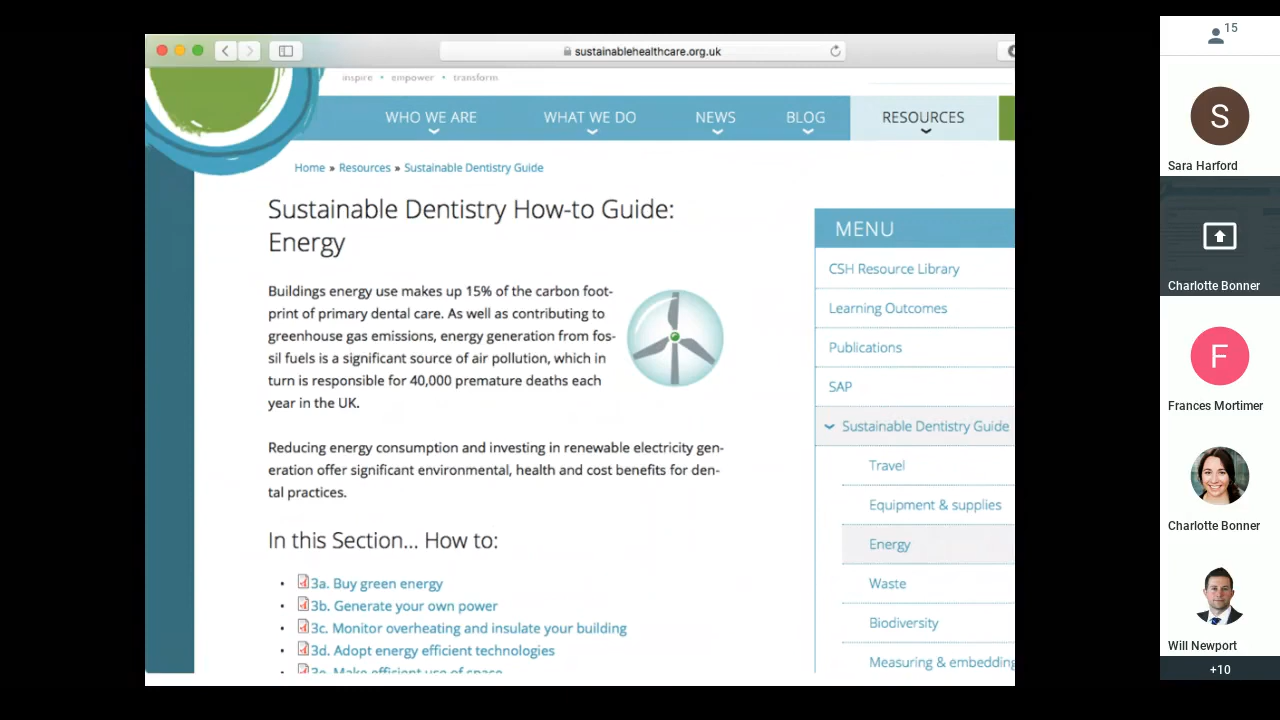 sustainablehealthcare.org.uk
inspire • empower • transform
WHO WE ARE
WHAT WE DO
NEWS
BLOG
RESOURCES
Home » Resources » Sustainable Dentistry Guide
Sustainable Dentistry How-to Guide:
Energy
Buildings energy use makes up 15% of the carbon foot-
print of primary dental care. As well as contributing to
greenhouse gas emissions, energy generation from fos-
sil fuels is a significant source of air pollution, which in
turn is responsible for 40,000 premature deaths each
year in the UK.
Reducing energy consumption and investing in renewable electricity gen-
eration offer significant environmental, health and cost benefits for den-
tal practices.
In this Section... How to:
• 3a. Buy green energy
• 3b. Generate your own power
• 3c. Monitor overheating and insulate your building
• 3d. Adopt energy efficient technologies
3e. Make efficient use of space
MENU
CSH Resource Library
Learning Outcomes
Publications
SAP
Sustainable Dentistry Guide
Travel
Equipment & supplies
Energy
Waste
Biodiversity
Measuring & embedding
15
S
Sara Harford
Charlotte Bonner
F
Frances Mortimer
Charlotte Bonner
Will Newport
+10